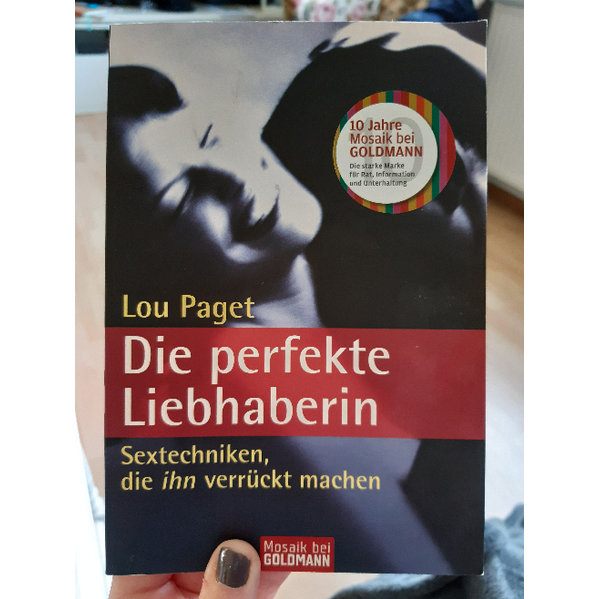 10 Jahre
Mosaik bei
GOLDMANN
Die starke Marke
für Rat, Information
und Unterhaltung
Lou Paget
Die perfekte
Liebhaberin
Sextechniken,
die ihn verrückt machen
Mosaik bei
GOLDMANN